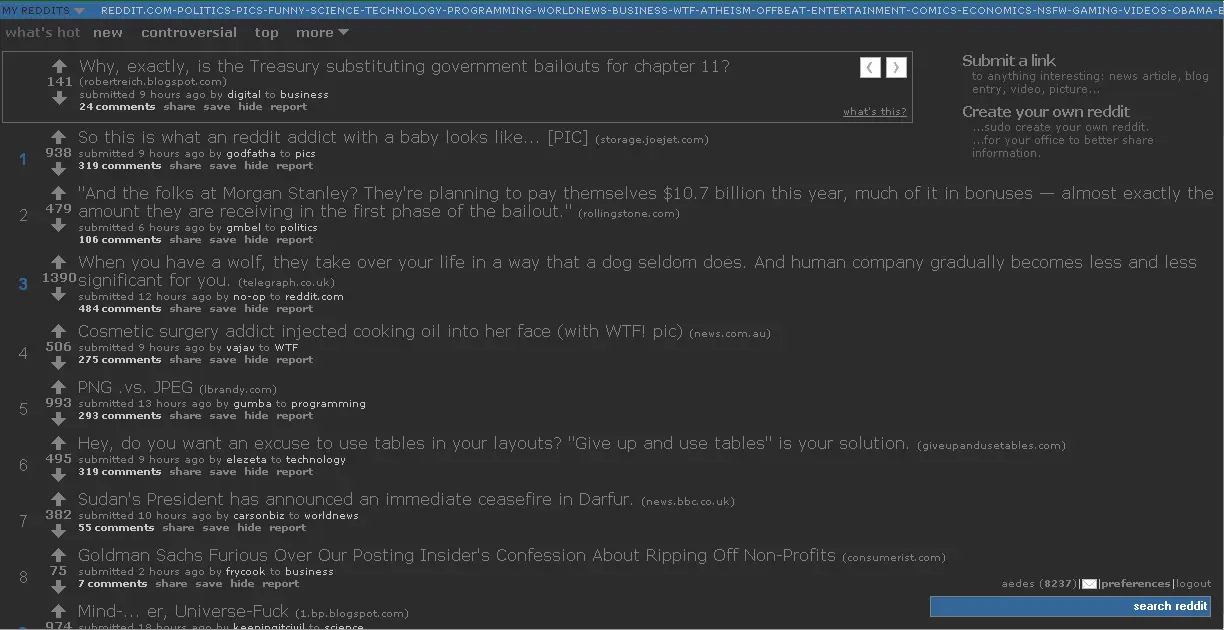 MY REDDITS REDDIT.COM-POLITICS-PICS-FUNNY-SCIENCE-TECHNOLOGY-PROGRAMMING-WORLDNEWS-BUSINESS-WTF-ATHEISM-OFFBEAT-ENTERTAINMENT-COMICS-ECONOMICS-NSFW-GAMING-VIDEOS-OBAMA-E
what's hot new controversial top more
Why, exactly, is the Treasury substituting government bailouts for chapter 11?
141 (robertreich.blogspot.com)
submitted 9 hours ago by digital to business
24 comments share save hide report
what's this?
Submit a link
to anything interesting: news article, blog
entry, video, picture...
Create your own reddit
...sudo create your own reddit.
...for your office to better share
information.
So this is what an reddit addict with a baby looks like... [PIC] (storage.joejet.com)
1 938 submitted 9 hours ago by godfatha to pics
319 comments share save hide report
"And the folks at Morgan Stanley? They're planning to pay themselves $10.7 billion this year, much of it in bonuses — almost exactly the
2 479 amount they are receiving in the first phase of the bailout." (rollingstone.com)
submitted 6 hours ago by gmbel to politics
106 comments share save hide report
When you have a wolf, they take over your life in a way that a dog seldom does. And human company gradually becomes less and less
3 1390 significant for you. (telegraph.co.uk)
submitted 12 hours ago by no-op to reddit.com
484 comments share save hide report
Cosmetic surgery addict injected cooking oil into her face (with WTF! pic) (news.com.au)
4 506 submitted 9 hours ago by vajav to WTF
275 comments share save hide report
PNG .vs. JPEG (lbrandy.com)
5 993 submitted 13 hours ago by gumba to programming
293 comments share save hide report
Hey, do you want an excuse to use tables in your layouts? "Give up and use tables" is your solution. (giveupandusetables.com)
6 495 submitted 9 hours ago by elezeta to technology
319 comments share save hide report
Sudan's President has announced an immediate ceasefire in Darfur. (news.bbc.co.uk)
7 382 submitted 10 hours ago by carsonbiz to worldnews
55 comments share save hide report
Goldman Sachs Furious Over Our Posting Insider's Confession About Ripping Off Non-Profits (consumerist.com)
8 75 submitted 2 hours ago by frycook to business
7 comments share save hide report
aedes (8237)| |preferences|logout
search reddit
Mind-... er, Universe-Fuck (1.bp.blogspot.com)
974 submitted 18 hours ago by keepingitcivil to science